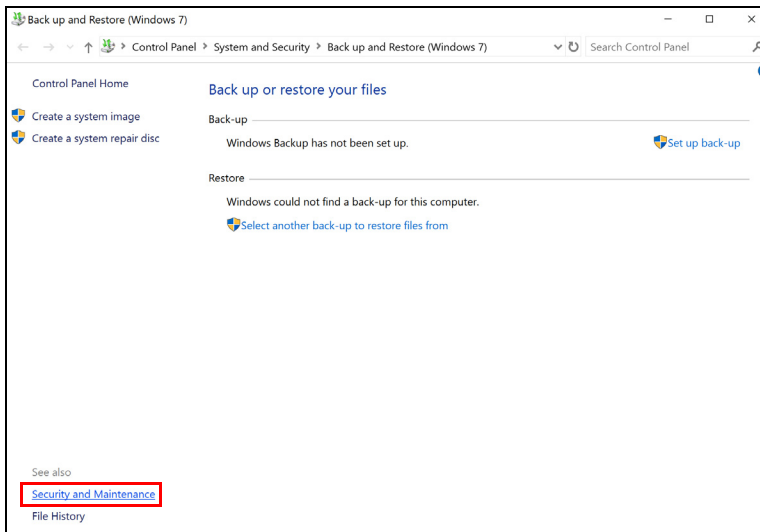 Back up and Restore (Windows 7)
Control Panel > System and Security > Back up and Restore (Windows 7)
Search Control Panel
Control Panel Home
Create a system image
Create a system repair disc
Back up or restore your files
Back-up
Windows Backup has not been set up.
Set up back-up
Restore
Windows could not find a back-up for this computer.
Select another back-up to restore files from
See also
Security and Maintenance
File History